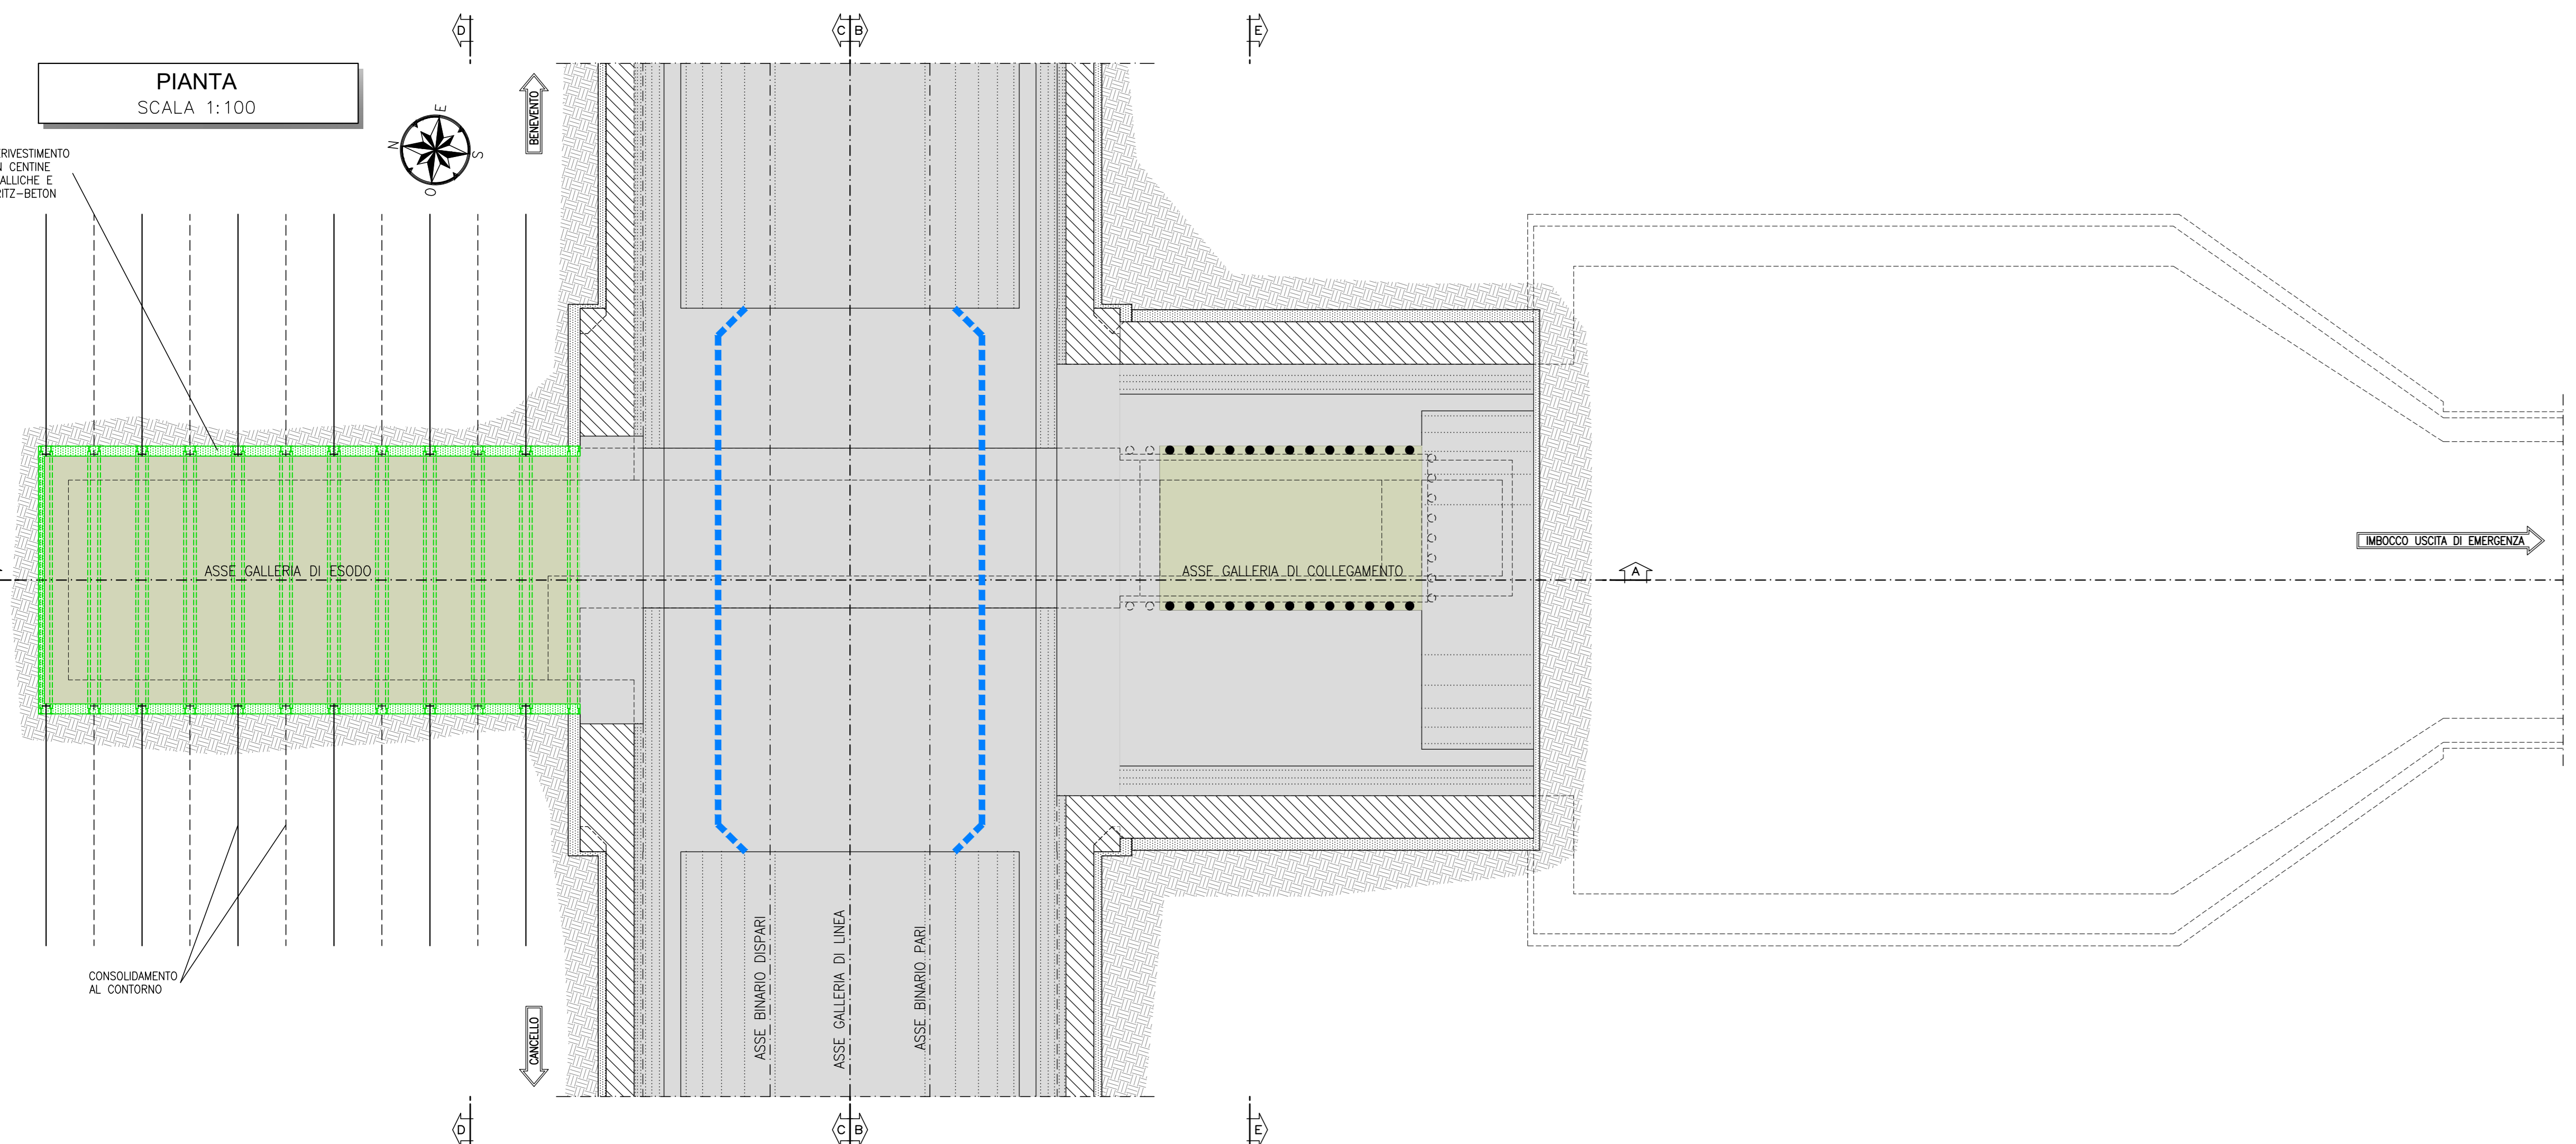 D
C B
E
PIANTA
SCALA 1:100
BENEVENTO
N
E
S
O
RIVESTIMENTO
CENTINE
ALLICHE E
RITZ-BETON
IMBOCCO USCITA DI EMERGENZA
ASSE GALLERIA DI ESODO
ASSE GALLERIA DI COLLEGAMENTO
A
ASSE BINARIO DISPARI
ASSE GALLERIA DI LINEA
ASSE BINARIO PARI
CONSOLIDAMENTO
AL CONTORNO
CANCELLO
D
C B
E